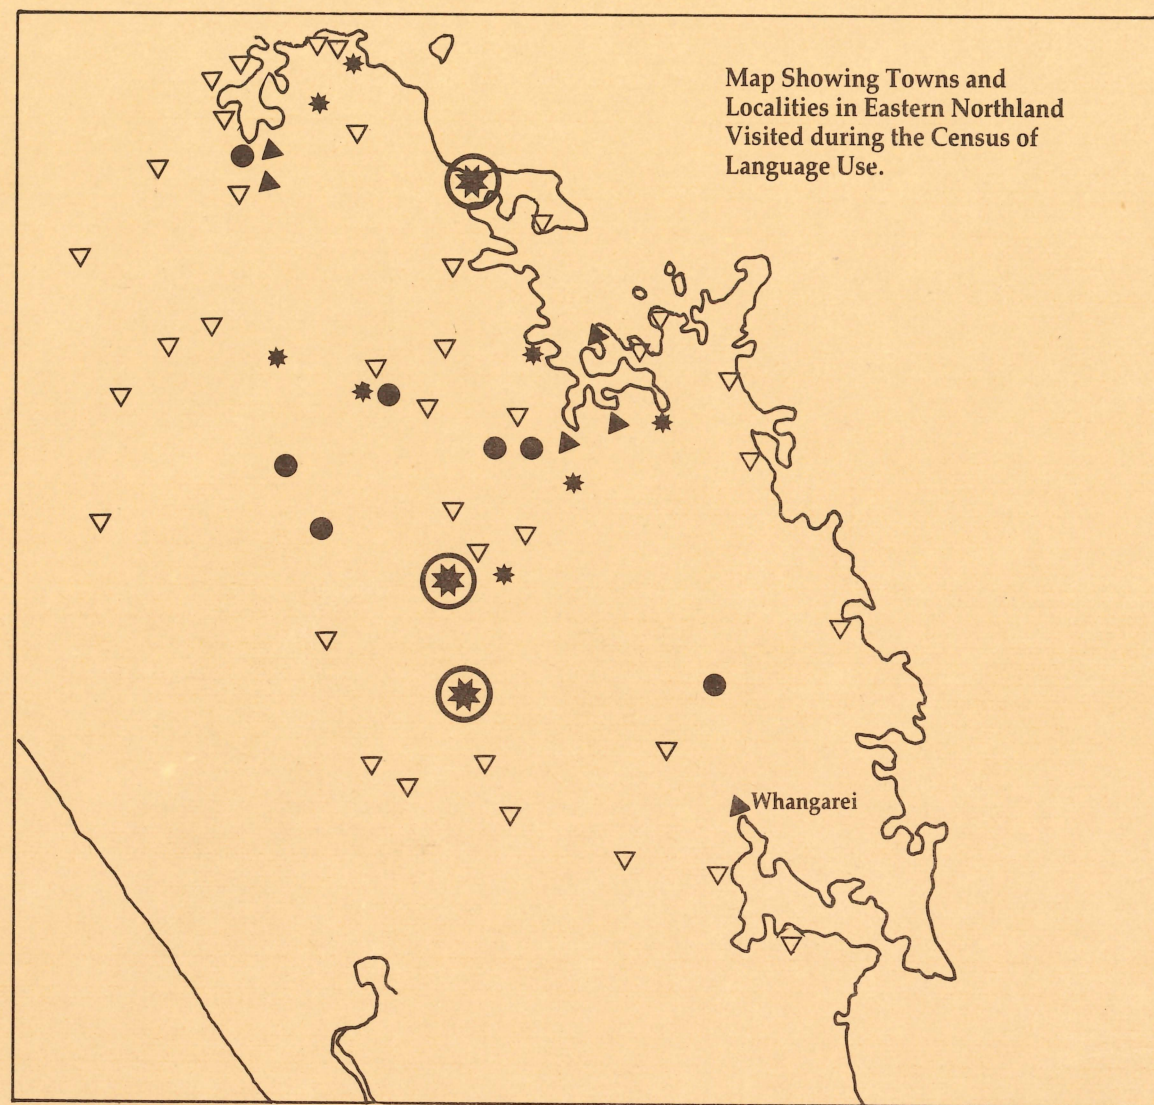 Map Showing Towns and
Localities in Eastern Northland
Visited during the Census of
Language Use.
Whangarei